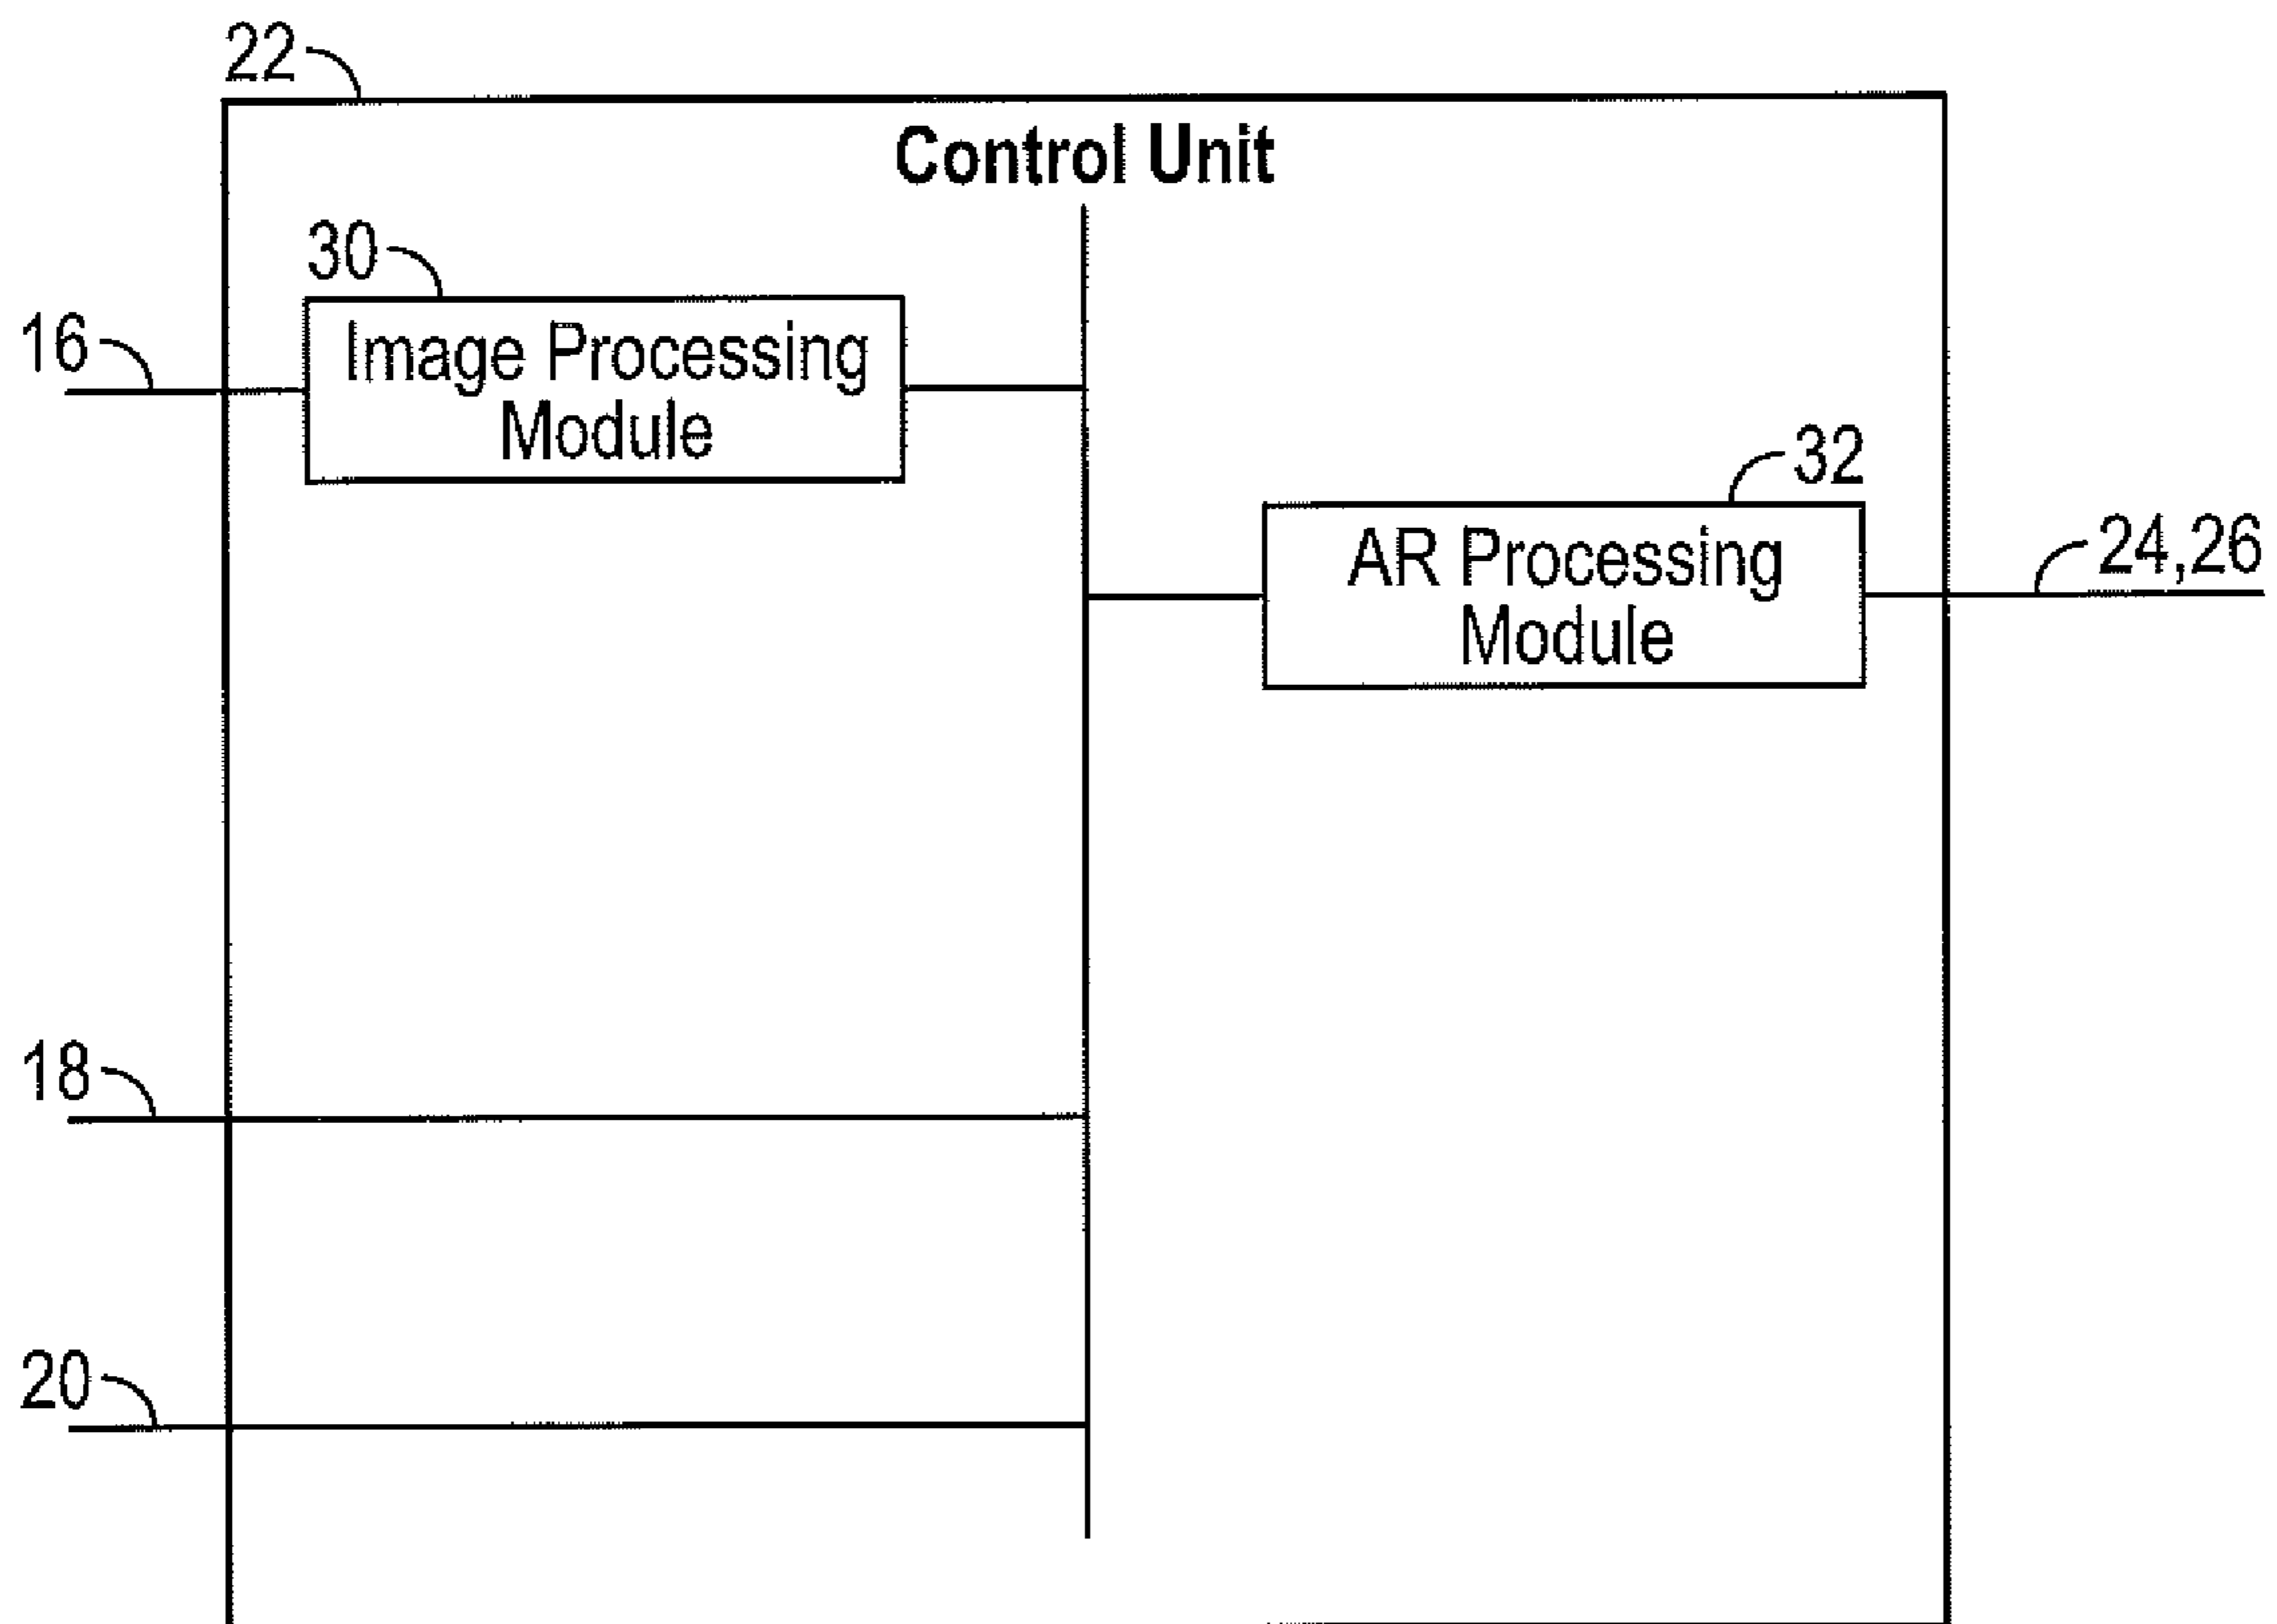 22
Control Unit
30
16
Image Processing
Module
32
24,26
AR Processing
Module
18
20